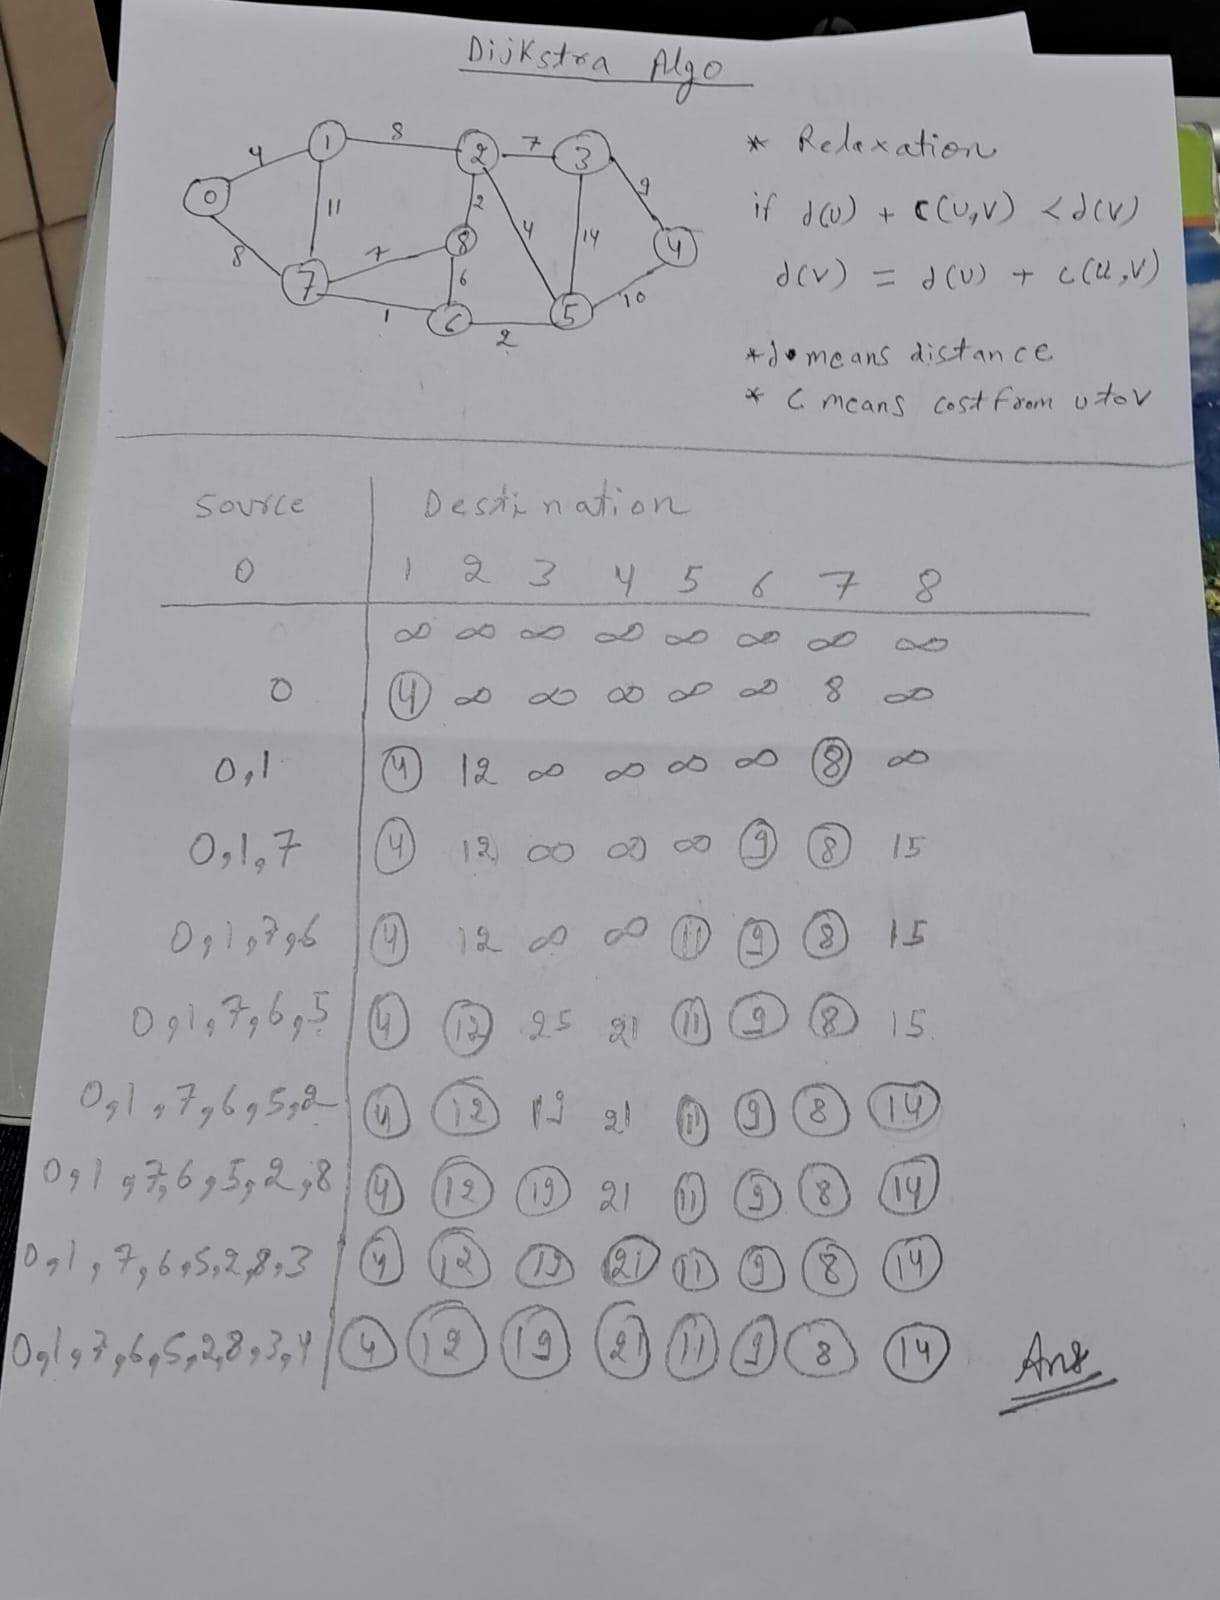 Dijkstra Algo
4 1 8 2 7 3
0 11 2 4 14 9
8 7 7 8 6 4
1 6 2 5 10
* Relaxation
if d(u) + c(u,v) < d(v)
d(v) = d(u) + c(u,v)
* d means distance
* C means cost from u to v
Source Destination
0 1 2 3 4 5 6 7 8
∞ ∞ ∞ ∞ ∞ ∞ ∞ ∞
0 4 ∞ ∞ ∞ ∞ ∞ 8 ∞
0,1 4 12 ∞ ∞ ∞ ∞ 8 ∞
0,1,7 4 12 ∞ ∞ ∞ 9 8 15
0,1,7,6 4 12 ∞ ∞ 11 9 8 15
0,1,7,6,5 4 12 25 21 11 9 8 15
0,1,7,6,5,2 4 12 19 21 11 9 8 14
0,1,7,6,5,2,8 4 12 19 21 11 9 8 14
0,1,7,6,5,2,8,3 4 12 19 21 11 9 8 14
0,1,7,6,5,2,8,3,4 4 12 19 21 11 9 8 14 Ans